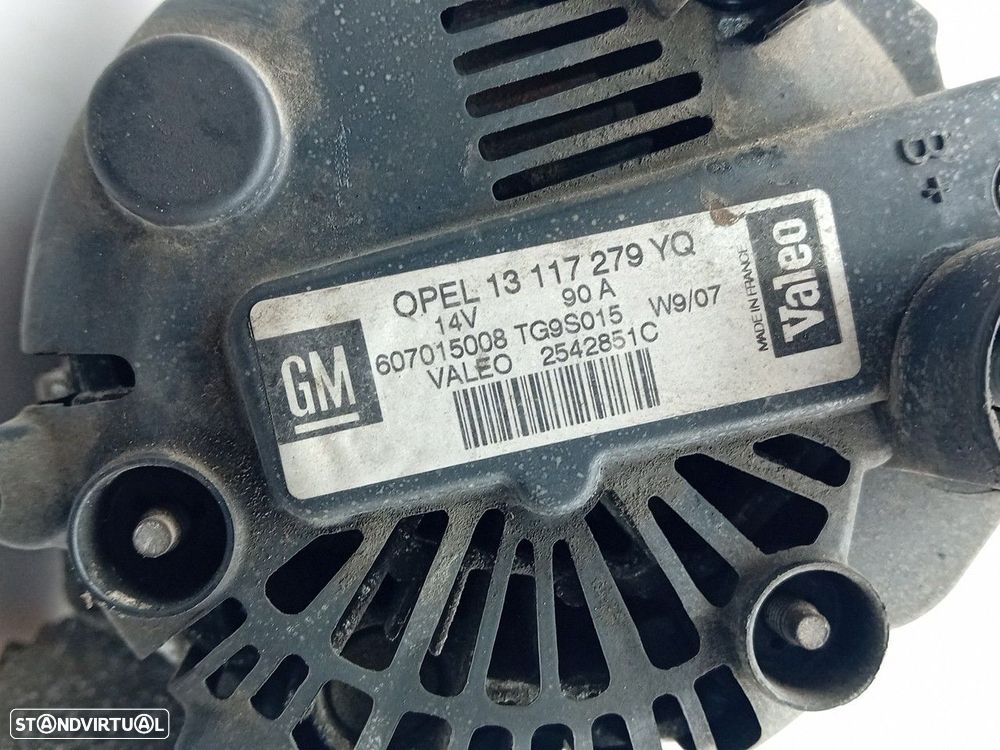 B+
OPEL 13 117 279 YQ
14V 90 A
607015008 TG9S015 W9/07
VALEO 2542851C
GM
MADE IN FRANCE
Valeo
STANDVIRTUAL